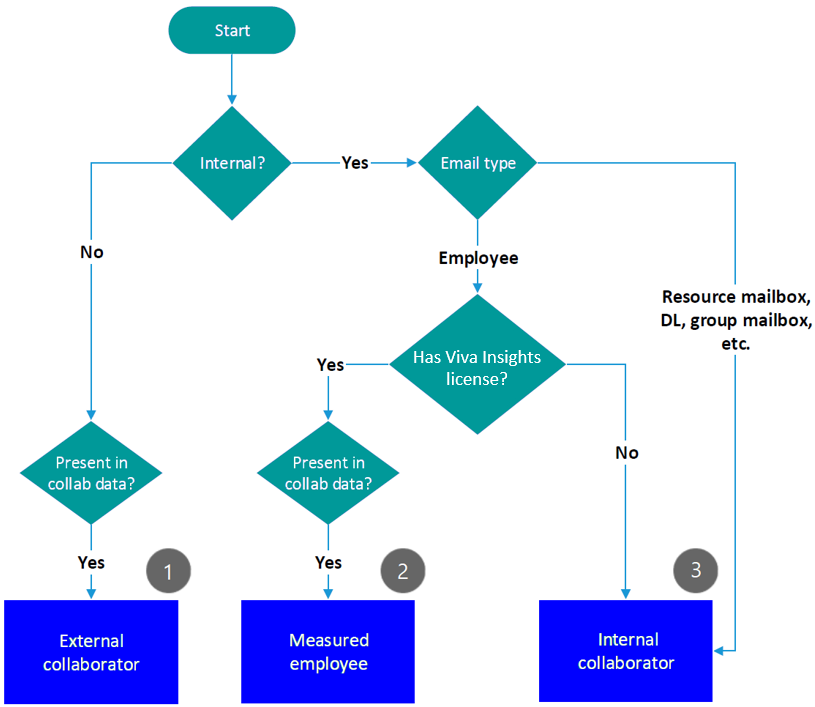 Start
Internal?
Yes
Email type
No
Employee
Resource mailbox,
DL, group mailbox,
etc.
Has Viva Insights
license?
Yes
No
Present in
collab data?
Present in
collab data?
Yes
1
Yes
2
3
External
collaborator
Measured
employee
Internal
collaborator